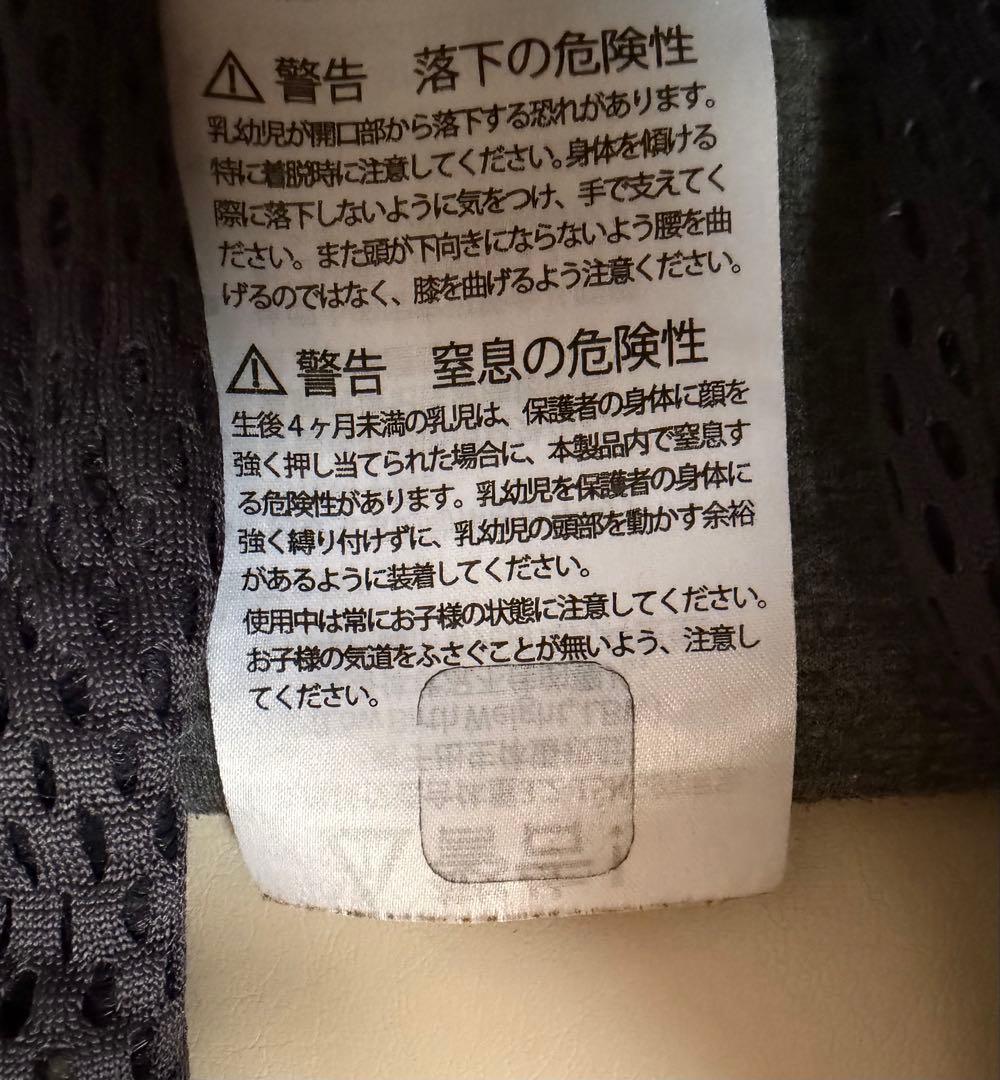 ⚠警告 落下の危険性
乳幼児が開口部から落下する恐れがあります。
特に着脱時に注意してください。身体を傾ける
際に落下しないように気をつけ、手で支えてく
ださい。また頭が下向きにならないよう腰を曲
げるのではなく、膝を曲げるよう注意ください。
⚠警告 窒息の危険性
生後4ヶ月未満の乳児は、保護者の身体に顔を
強く押し当てられた場合に、本製品内で窒息す
る危険性があります。乳幼児を保護者の身体に
強く縛り付けずに、乳幼児の頭部を動かす余裕
があるように装着してください。
使用中は常にお子様の状態に注意してください。
お子様の気道をふさぐことが無いよう、注意し
てください。